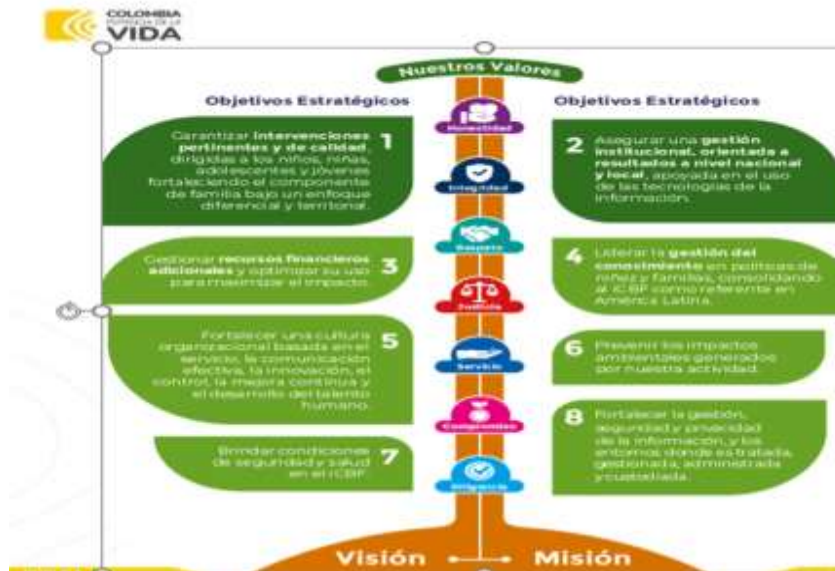 COLOMBIA
POTENCIA DE LA
VIDA
Nuestros Valores
Objetivos Estratégicos
Objetivos Estratégicos
1
Garantizar intervenciones
pertinentes y de calidad,
dirigidas a los niños, niñas,
adolescentes y jóvenes
fortaleciendo el componente
de familia bajo un enfoque
diferencial y territorial.
2
Asegurar una gestión
institucional, orientada a
resultados a nivel nacional
y local, apoyada en el uso
de las tecnologías de la
información.
3
Gestionar recursos financieros
adicionales y optimizar su uso
para maximizar el impacto.
4
Liderar la gestión del
conocimiento en políticas de
niñez y familias, consolidando
al ICBF como referente en
América Latina.
5
Fortalecer una cultura
organizacional basada en el
servicio, la comunicación
efectiva, la innovación, el
control, la mejora continua y
el desarrollo del talento
humano.
6
Prevenir los impactos
ambientales generados
por nuestra actividad.
7
Brindar condiciones
de seguridad y salud
en el ICBF.
8
Fortalecer la gestión,
seguridad y privacidad
de la información, y los
entornos donde es tratada,
gestionada, administrada
y custodiada.
Honestidad
Integridad
Respeto
Justicia
Servicio
Compromiso
Diligencia
Visión
Misión